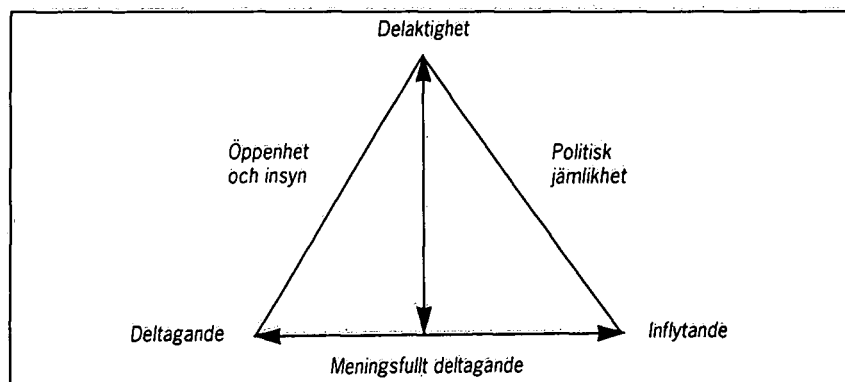 Delaktighet
Öppenhet
och insyn
Politisk
jämlikhet
Deltagande
Inflytande
Meningsfullt deltagande